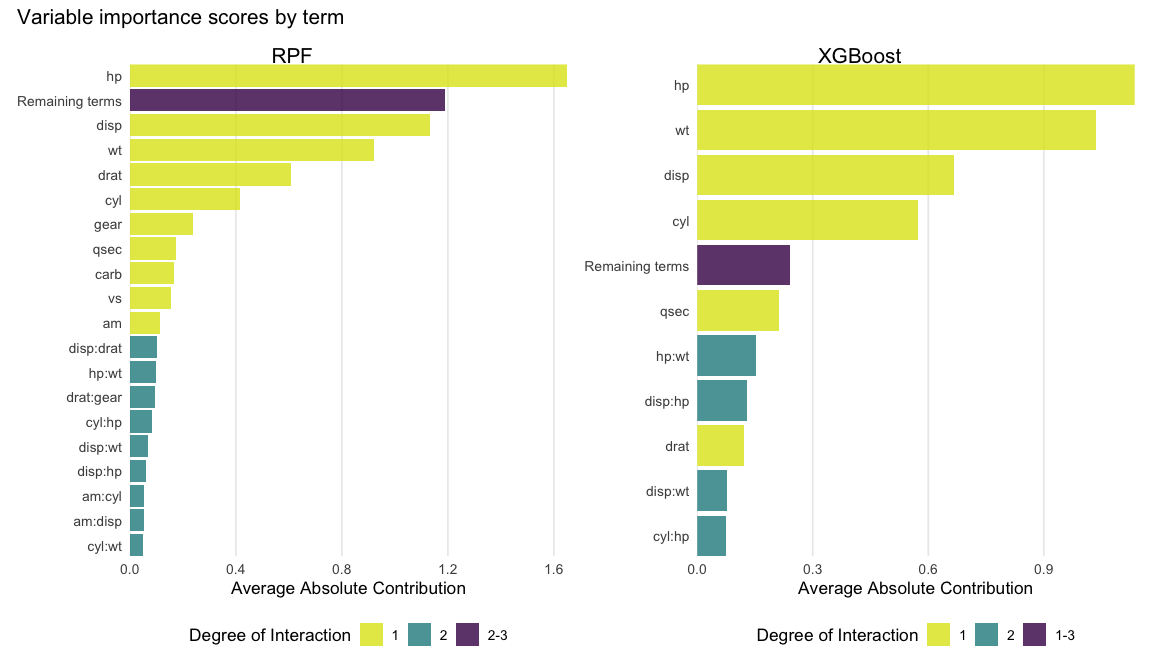 Variable importance scores by term
RPF
hp
Remaining terms
disp
wt
drat
cyl
gear
qsec
carb
vs
am
disp:drat
hp:wt
drat:gear
cyl:hp
disp:wt
disp:hp
am:cyl
am:disp
cyl:wt
0.0 0.4 0.8 1.2 1.6
Average Absolute Contribution
Degree of Interaction 1 2 2-3
XGBoost
hp
wt
disp
cyl
Remaining terms
qsec
hp:wt
disp:hp
drat
disp:wt
cyl:hp
0.0 0.3 0.6 0.9
Average Absolute Contribution
Degree of Interaction 1 2 1-3